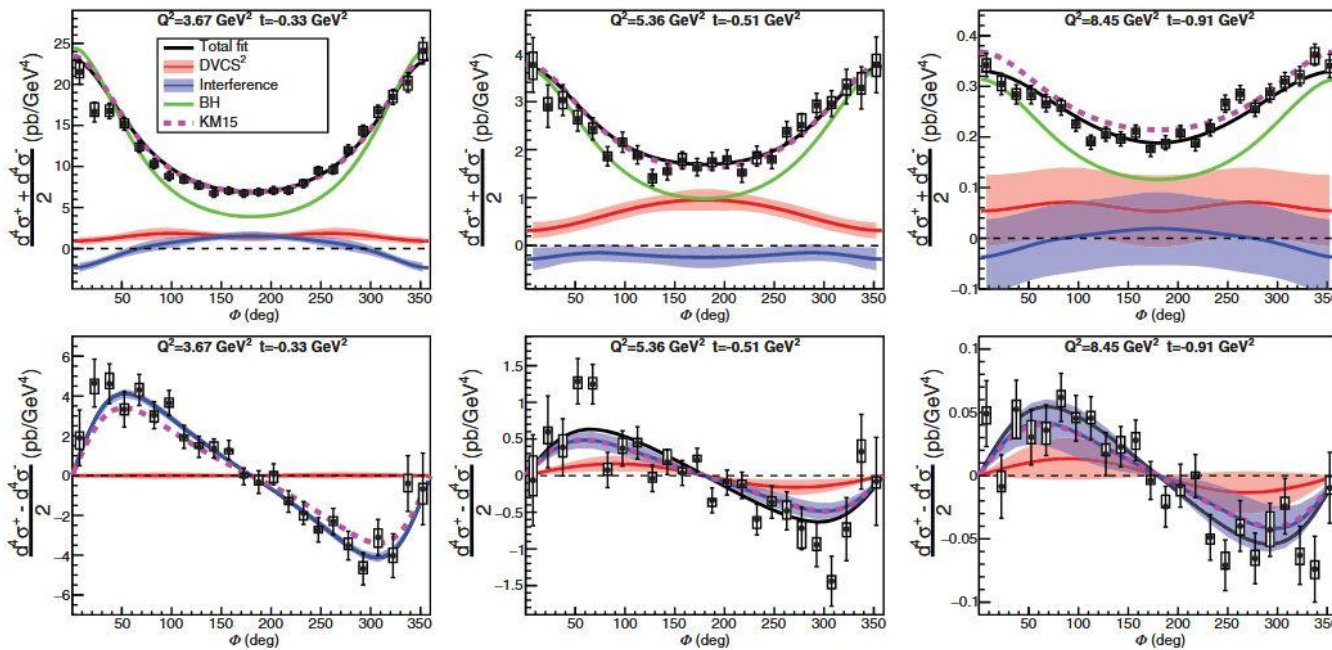 Q²=3.67 GeV² t=-0.33 GeV²
d⁴σ⁺ + d⁴σ⁻
2
(pb/GeV⁴)
25
20
15
10
5
0
Total fit
DVCS²
Interference
BH
KM15
50 100 150 200 250 300 350
Φ (deg)
Q²=5.36 GeV² t=-0.51 GeV²
d⁴σ⁺ + d⁴σ⁻
2
(pb/GeV⁴)
4
3
2
1
0
50 100 150 200 250 300 350
Φ (deg)
Q²=8.45 GeV² t=-0.91 GeV²
d⁴σ⁺ + d⁴σ⁻
2
(pb/GeV⁴)
0.4
0.3
0.2
0.1
0
−0.1
50 100 150 200 250 300 350
Φ (deg)
Q²=3.67 GeV² t=-0.33 GeV²
d⁴σ⁺ - d⁴σ⁻
2
(pb/GeV⁴)
6
4
2
0
−2
−4
−6
50 100 150 200 250 300 350
Φ (deg)
Q²=5.36 GeV² t=-0.51 GeV²
d⁴σ⁺ - d⁴σ⁻
2
(pb/GeV⁴)
1.5
1
0.5
0
−0.5
−1
−1.5
50 100 150 200 250 300 350
Φ (deg)
Q²=8.45 GeV² t=-0.91 GeV²
d⁴σ⁺ - d⁴σ⁻
2
(pb/GeV⁴)
0.1
0.05
0
−0.05
−0.1
50 100 150 200 250 300 350
Φ (deg)